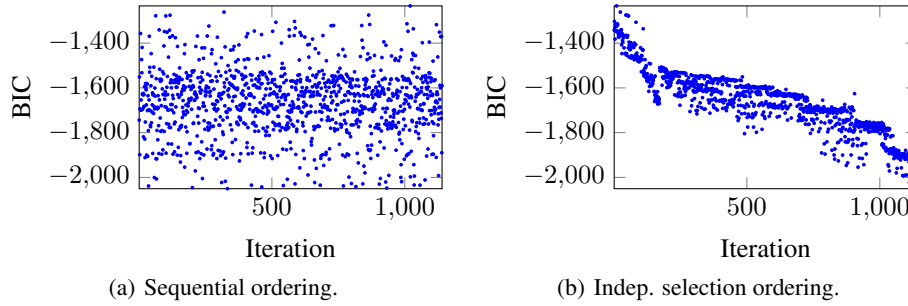 −1,400
−1,600
−1,800
−2,000
BIC
500
1,000
Iteration
(a) Sequential ordering.
−1,400
−1,600
−1,800
−2,000
BIC
500
1,000
Iteration
(b) Indep. selection ordering.